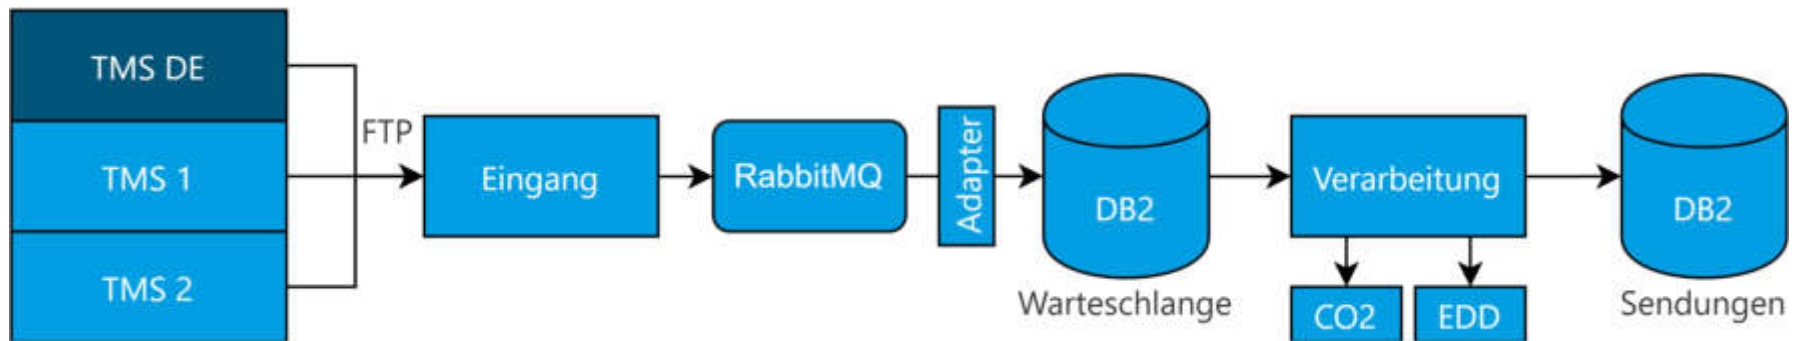 TMS DE
TMS 1
TMS 2
FTP
Eingang
RabbitMQ
Adapter
DB2
Warteschlange
Verarbeitung
CO2
EDD
DB2
Sendungen